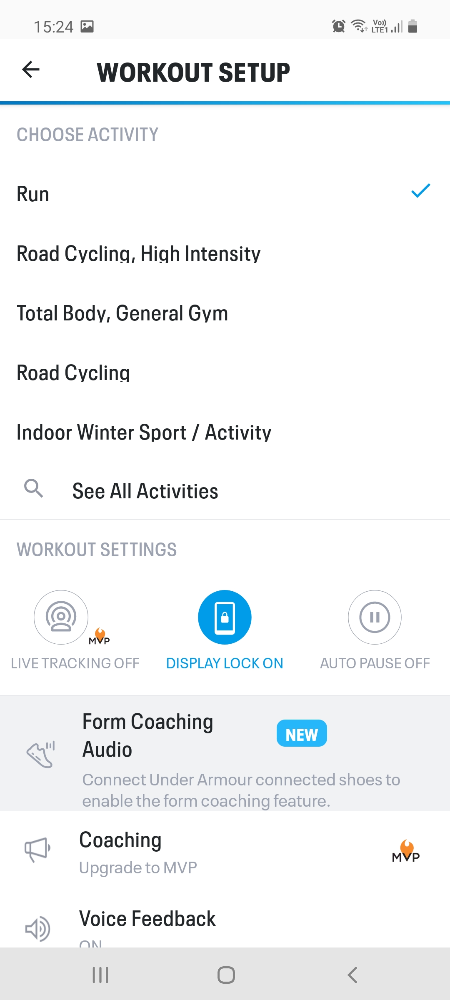 15:24
Vo))
LTE1
WORKOUT SETUP
CHOOSE ACTIVITY
Run
Road Cycling, High Intensity
Total Body, General Gym
Road Cycling
Indoor Winter Sport / Activity
See All Activities
WORKOUT SETTINGS
MVP
LIVE TRACKING OFF
DISPLAY LOCK ON
AUTO PAUSE OFF
Form Coaching
Audio
NEW
Connect Under Armour connected shoes to
enable the form coaching feature.
Coaching
Upgrade to MVP
MVP
Voice Feedback
ON